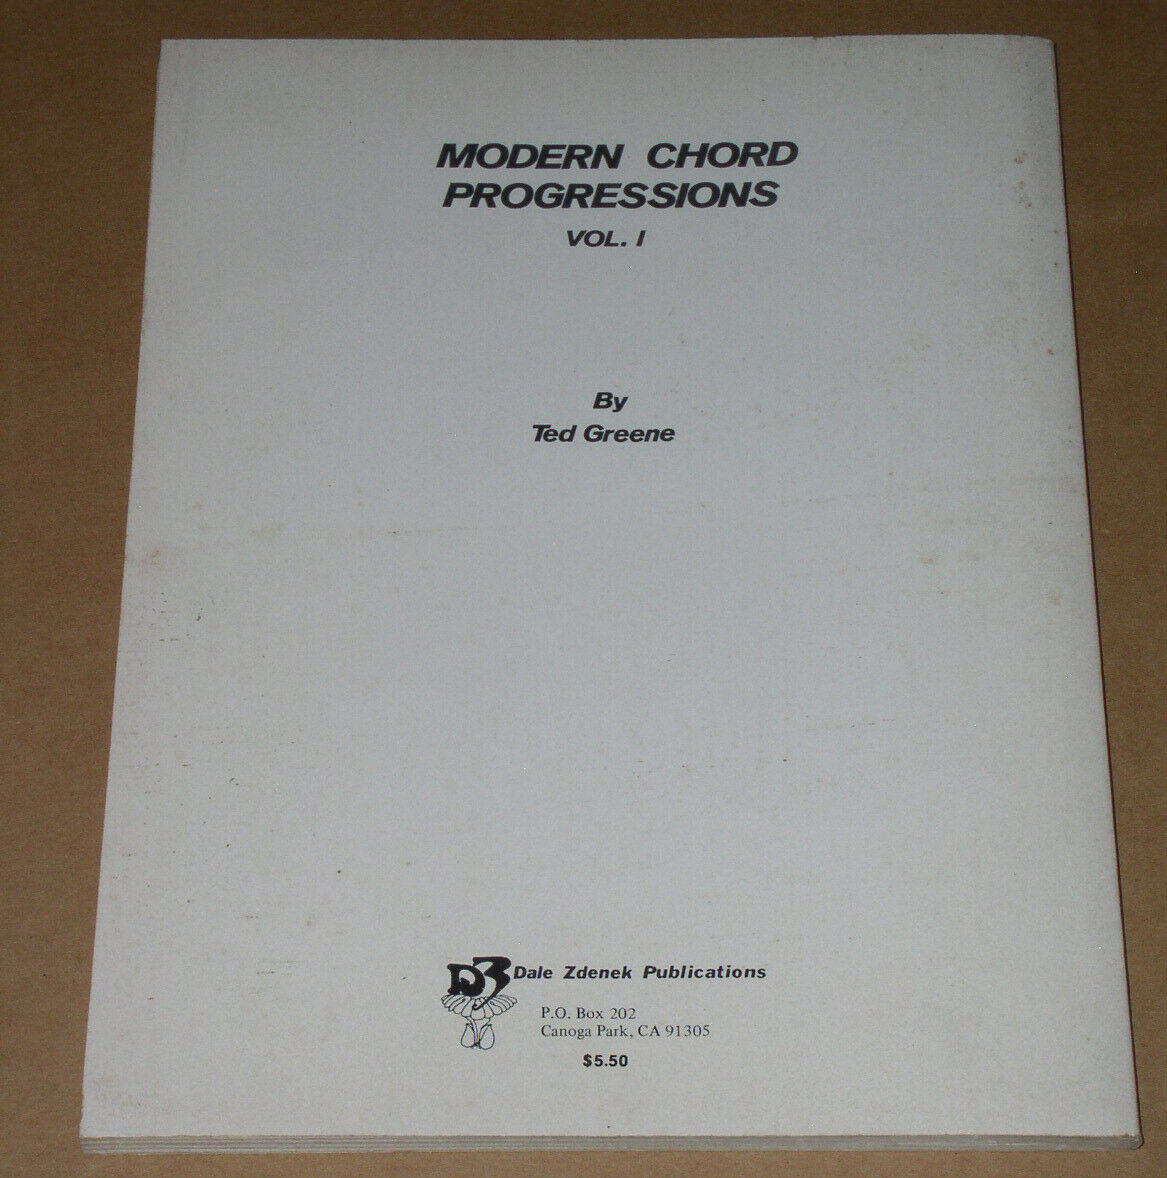 MODERN CHORD
PROGRESSIONS
VOL. I
By
Ted Greene
DZ Dale Zdenek Publications
P.O. Box 202
Canoga Park, CA 91305
$5.50